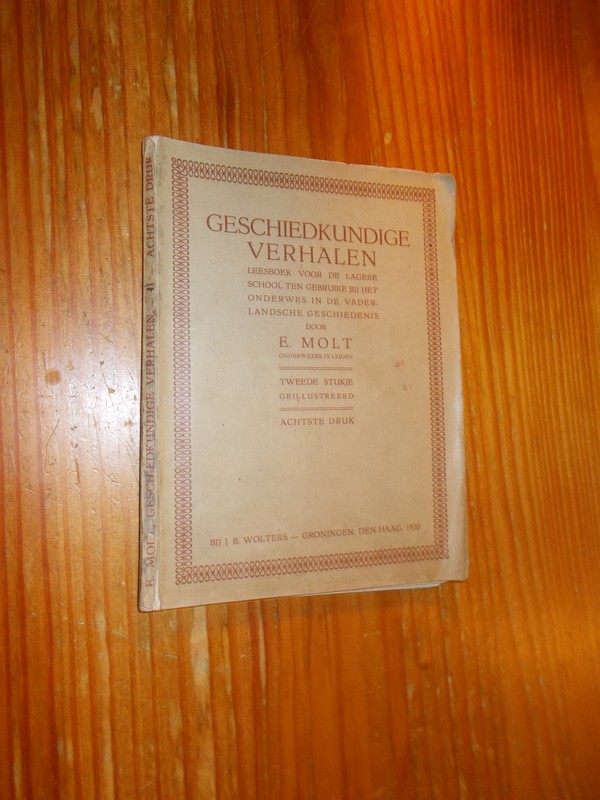 GESCHIEDKUNDIGE
VERHALEN
LEESBOEK VOOR DE LAGERE
SCHOOL TEN GEBRUIKE BIJ HET
ONDERWIJS IN DE VADER-
LANDSCHE GESCHIEDENIS
DOOR
E. MOLT
ONDERWIJZER TE LEIDEN
TWEEDE STUKJE
GEILLUSTREERD
ACHTSTE DRUK
BIJ J. B. WOLTERS — GRONINGEN, DEN HAAG, 1930
E. MOLT, GESCHIEDKUNDIGE VERHALEN — II — ACHTSTE DRUK